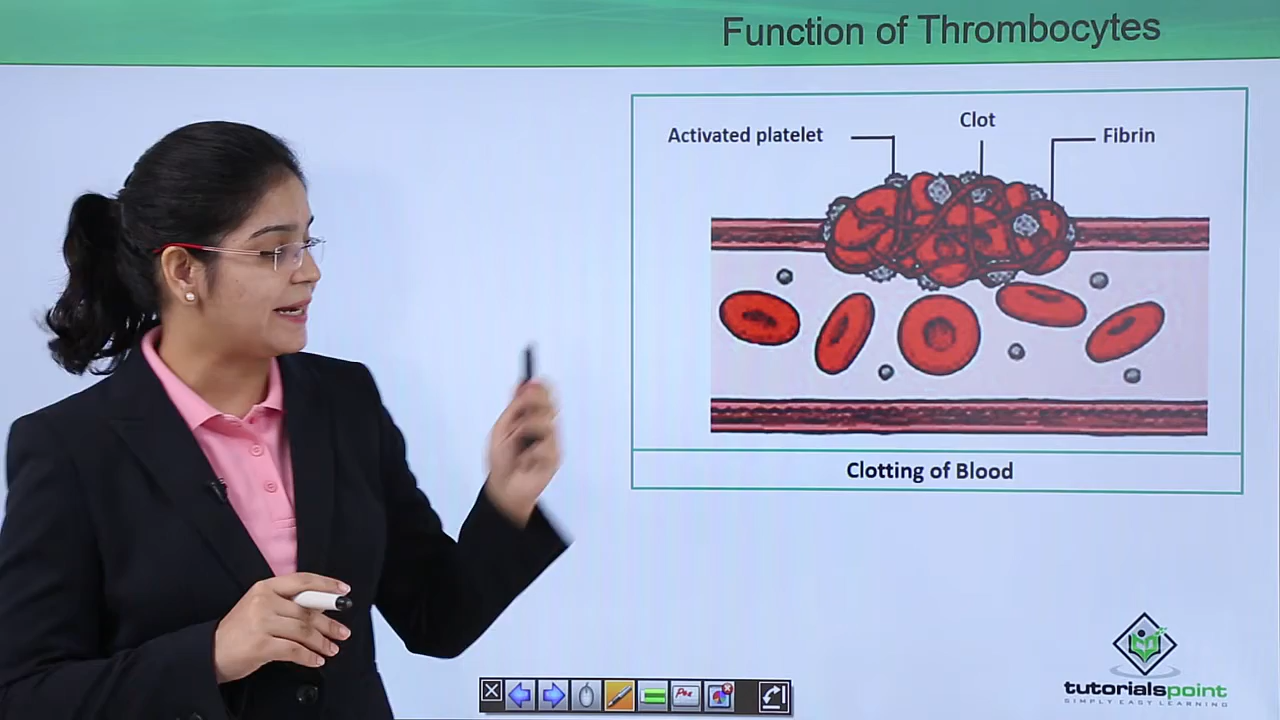 Function of Thrombocytes
Clot
Activated platelet
Fibrin
Clotting of Blood
tutorialspoint
SIMPLY EASY LEARNING